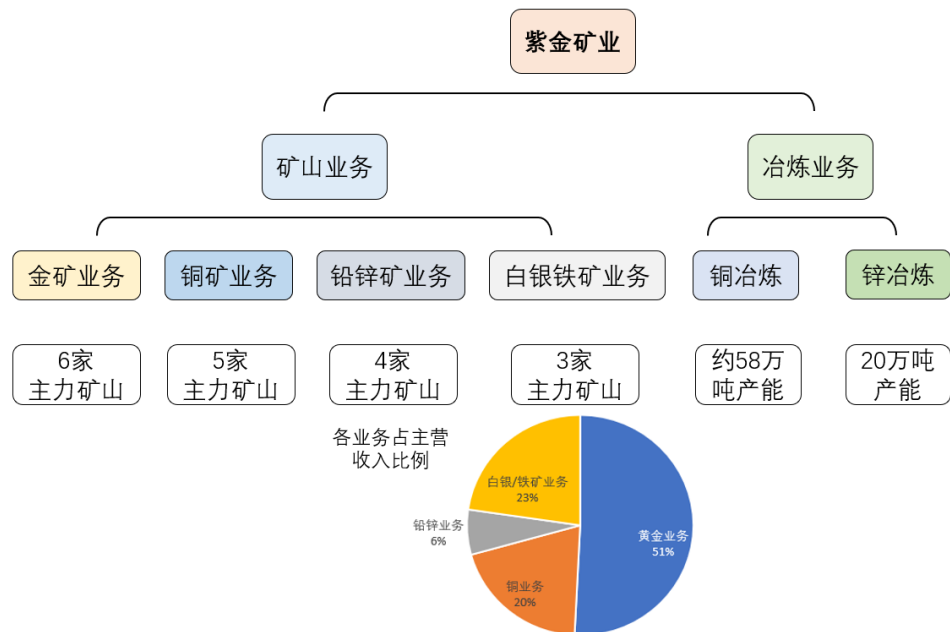 紫金矿业
矿山业务
冶炼业务
金矿业务
铜矿业务
铅锌矿业务
白银铁矿业务
铜冶炼
锌冶炼
6家
主力矿山
5家
主力矿山
4家
主力矿山
3家
主力矿山
约58万
吨产能
20万吨
产能
各业务占主营
收入比例
白银/铁矿业务
23%
铅锌业务
6%
黄金业务
51%
铜业务
20%